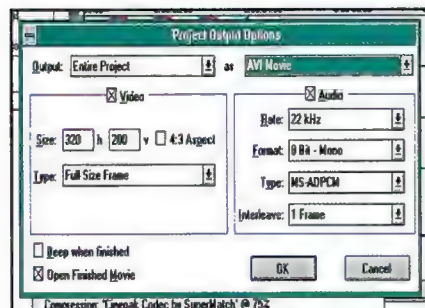 Project Output Options
Output: Entire Project as AVI Movie
Video
Size: 320 h 200 v 4:3 Aspect
Type: Full Size Frame
Audio
Rate: 22 kHz
Format: 8 Bit - Mono
Type: MS-ADPCM
Interleave: 1 Frame
Beep when finished
Open Finished Movie
OK
Cancel
Compression: 'Cinepak Codec by SuperMatch' @ 75%